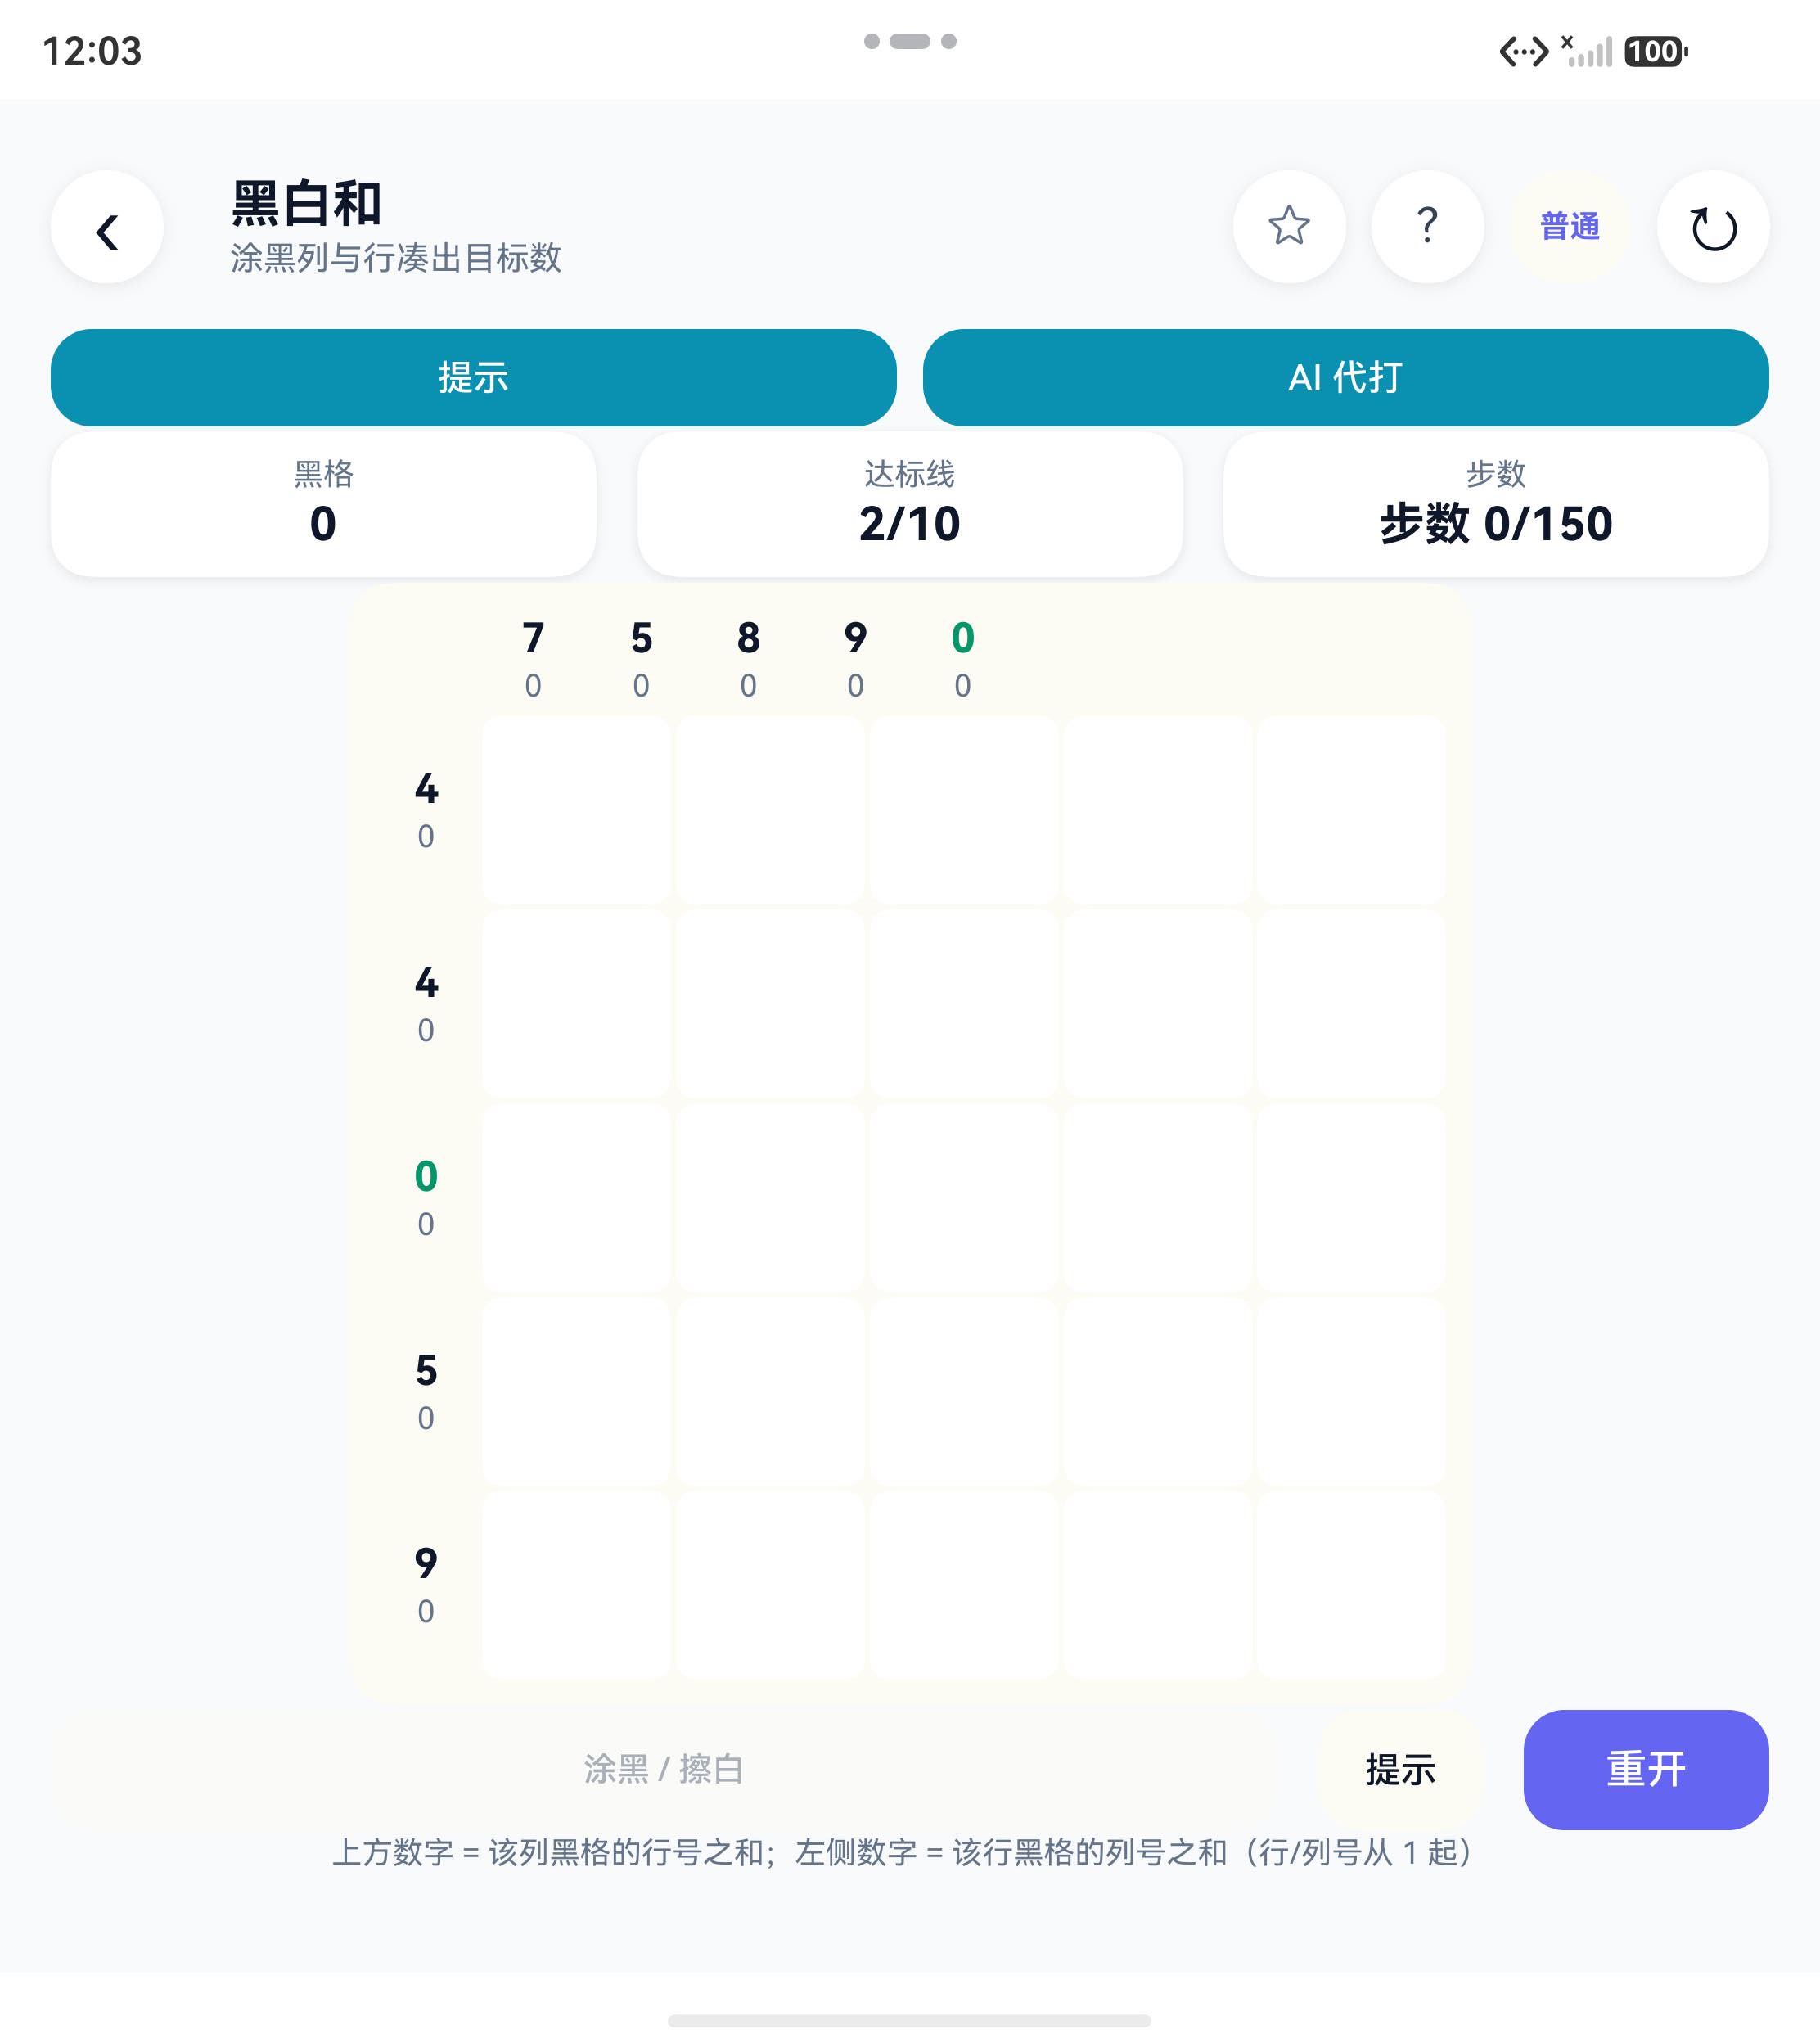 12:03
100
黑白和
涂黑列与行凑出目标数
?
普通
提示
AI 代打
黑格
0
达标线
2/10
步数
步数 0/150
7 5 8 9 0
0 0 0 0 0
4
0
4
0
0
0
5
0
9
0
涂黑 / 擦白
提示
重开
上方数字 = 该列黑格的行号之和；左侧数字 = 该行黑格的列号之和（行/列号从 1 起）